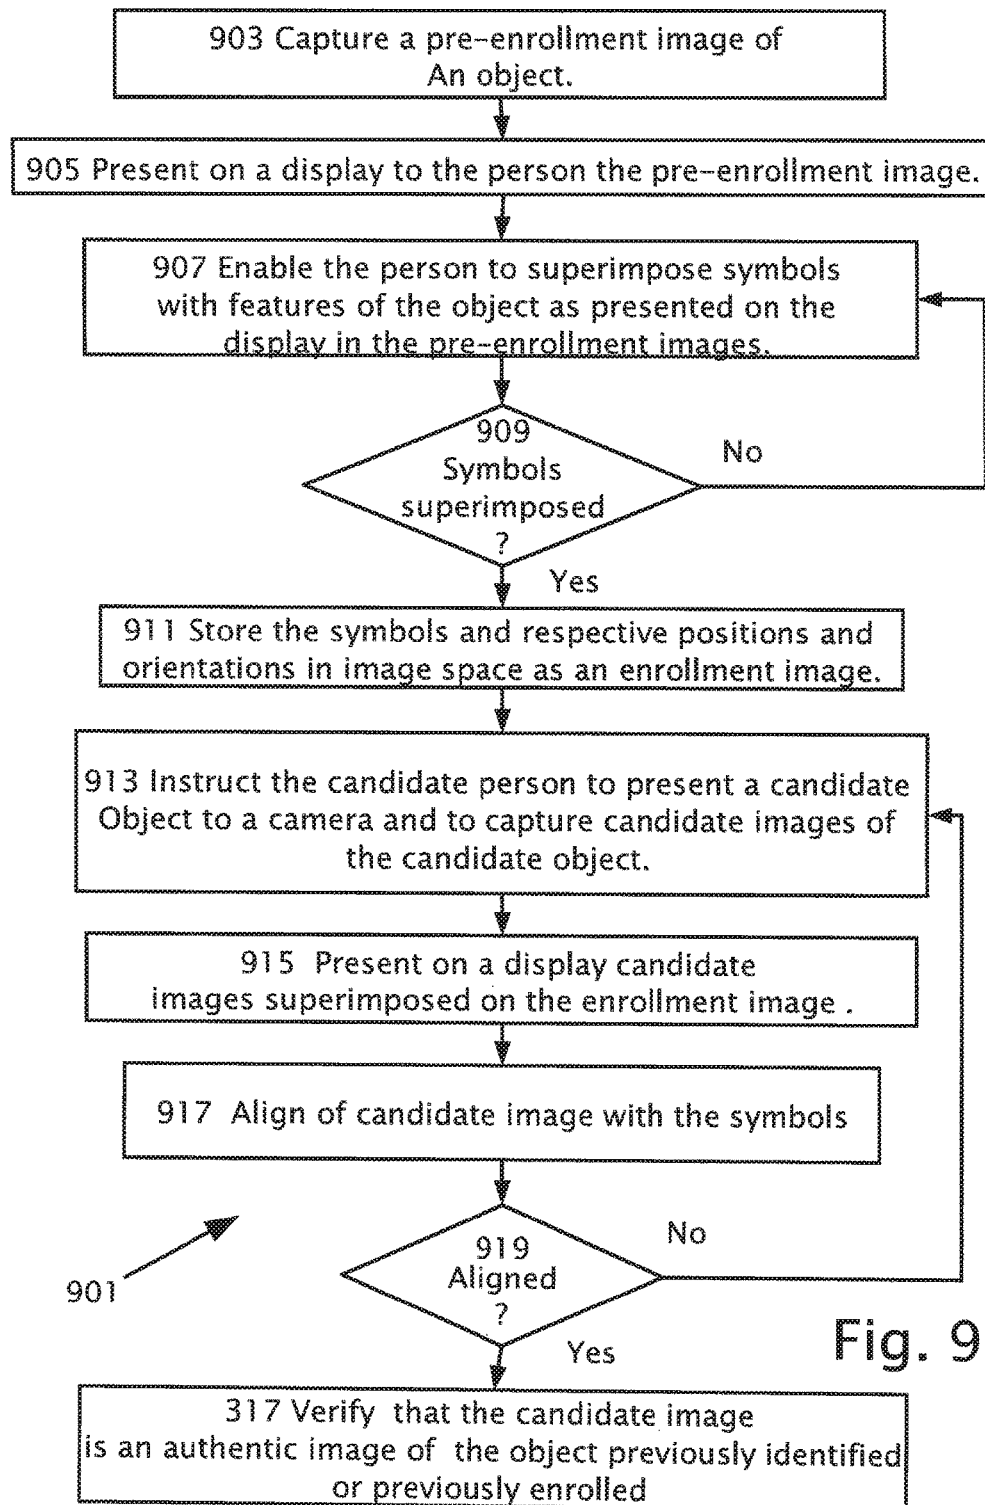 903 Capture a pre-enrollment image of
An object.
905 Present on a display to the person the pre-enrollment image.
907 Enable the person to superimpose symbols
with features of the object as presented on the
display in the pre-enrollment images.
909
Symbols
superimposed
?
No
Yes
911 Store the symbols and respective positions and
orientations in image space as an enrollment image.
913 Instruct the candidate person to present a candidate
Object to a camera and to capture candidate images of
the candidate object.
915 Present on a display candidate
images superimposed on the enrollment image .
917 Align of candidate image with the symbols
919
Aligned
?
No
Yes
901
Fig. 9
317 Verify that the candidate image
is an authentic image of the object previously identified
or previously enrolled